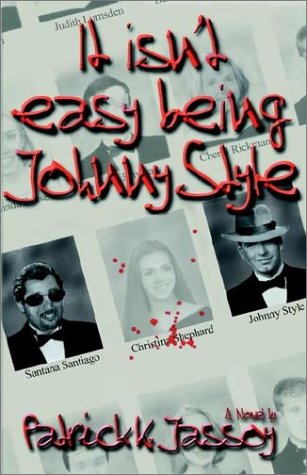 Judith Lumsden
It isn't
easy being
Cheryl Rickman
Johnny Style
Santana Santiago
Christina Shephard
Johnny Style
A Novel by
Patrick K. Jassoy